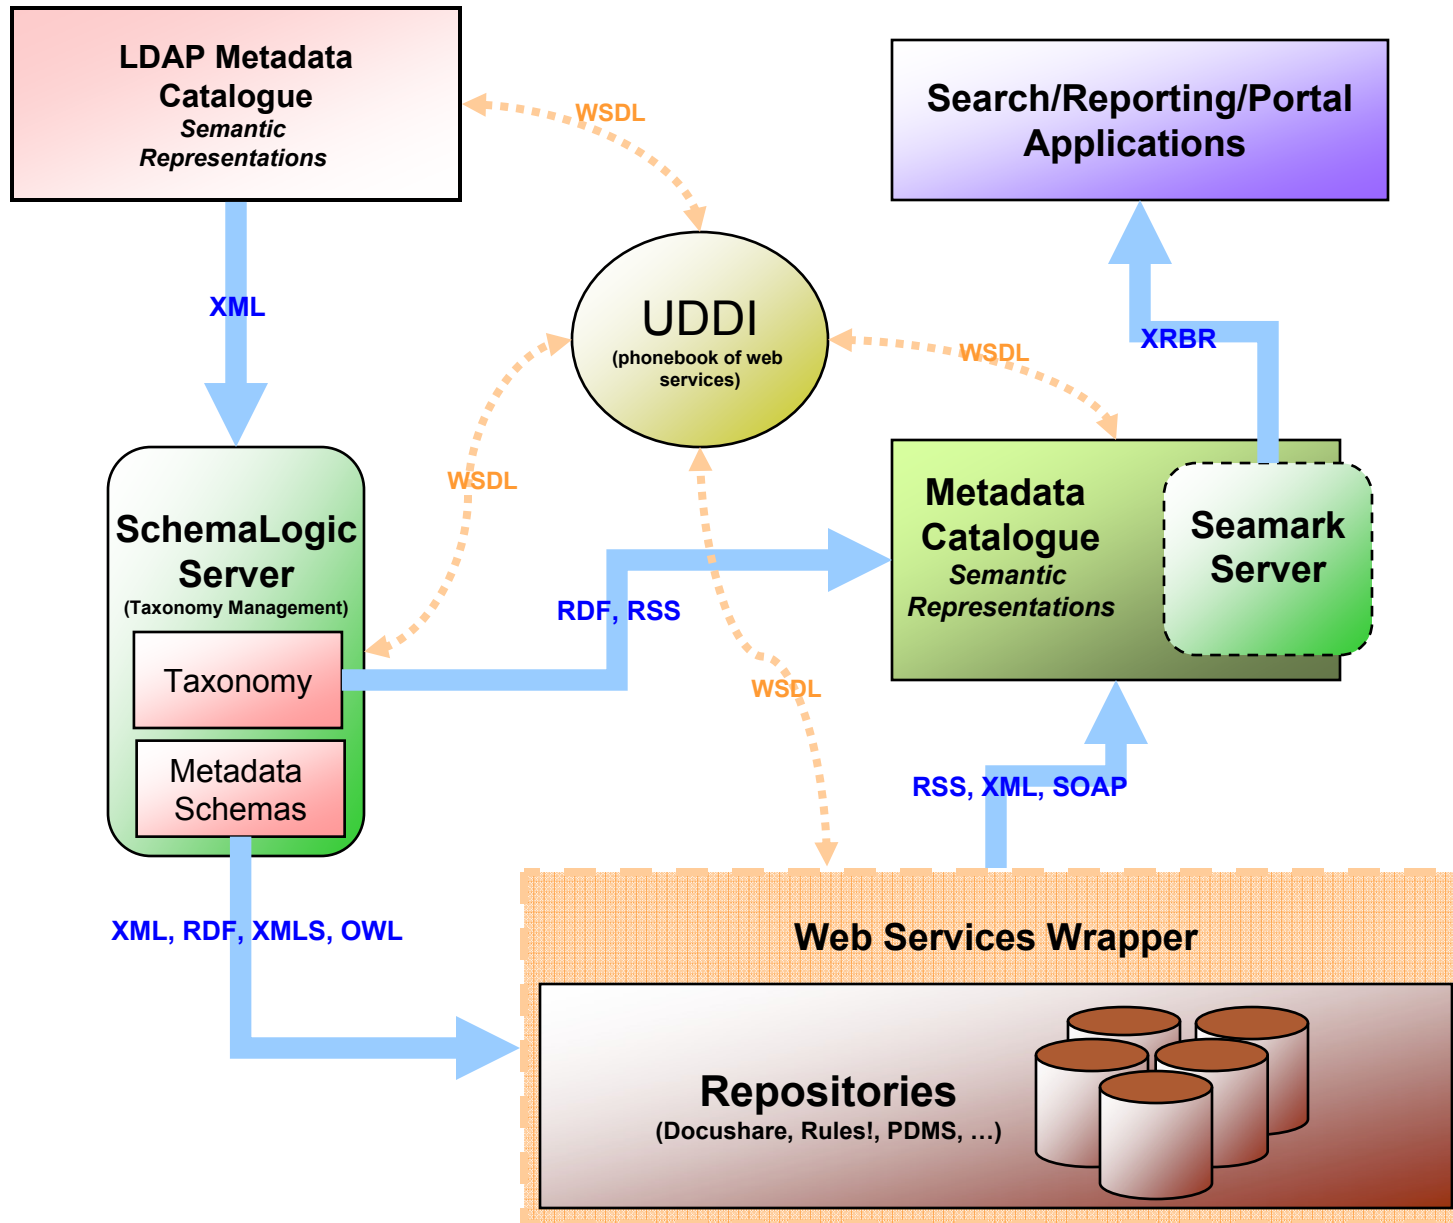 LDAP Metadata
Catalogue
Semantic
Representations
WSDL
Search/Reporting/Portal
Applications
XML
UDDI
(phonebook of web
services)
WSDL
XRBR
WSDL
SchemaLogic
Server
(Taxonomy Management)
Taxonomy
Metadata
Schemas
RDF, RSS
Metadata
Catalogue
Semantic
Representations
Seamark
Server
WSDL
RSS, XML, SOAP
XML, RDF, XMLS, OWL
Web Services Wrapper
Repositories
(Docushare, Rules!, PDMS, …)